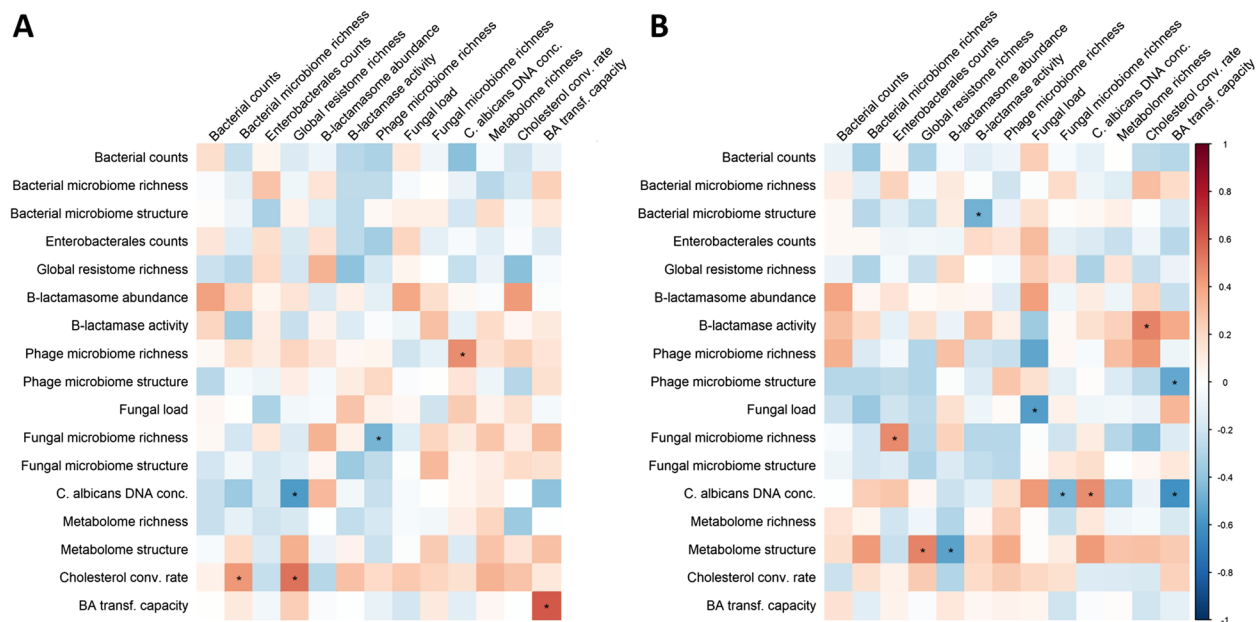 A
Bacterial counts
Bacterial microbiome richness
Enterobacterales counts
Global resistome richness
B-lactamasome abundance
B-lactamase activity
Phage microbiome richness
Fungal load
Fungal microbiome richness
C. albicans DNA conc.
Metabolome richness
Cholesterol conv. rate
BA transf. capacity
Bacterial counts
Bacterial microbiome richness
Bacterial microbiome structure
Enterobacterales counts
Global resistome richness
B-lactamasome abundance
B-lactamase activity
Phage microbiome richness
*
Phage microbiome structure
Fungal load
Fungal microbiome richness
*
Fungal microbiome structure
C. albicans DNA conc.
*
Metabolome richness
Metabolome structure
Cholesterol conv. rate
* *
BA transf. capacity
*
B
Bacterial counts
Bacterial microbiome richness
Enterobacterales counts
Global resistome richness
B-lactamasome abundance
B-lactamase activity
Phage microbiome richness
Fungal load
Fungal microbiome richness
C. albicans DNA conc.
Metabolome richness
Cholesterol conv. rate
BA transf. capacity
Bacterial counts
Bacterial microbiome richness
Bacterial microbiome structure
*
Enterobacterales counts
Global resistome richness
B-lactamasome abundance
B-lactamase activity
*
Phage microbiome richness
Phage microbiome structure
*
Fungal load
*
Fungal microbiome richness
*
Fungal microbiome structure
C. albicans DNA conc.
* * *
Metabolome richness
Metabolome structure
* *
Cholesterol conv. rate
BA transf. capacity
1
0.8
0.6
0.4
0.2
0
-0.2
-0.4
-0.6
-0.8
-1